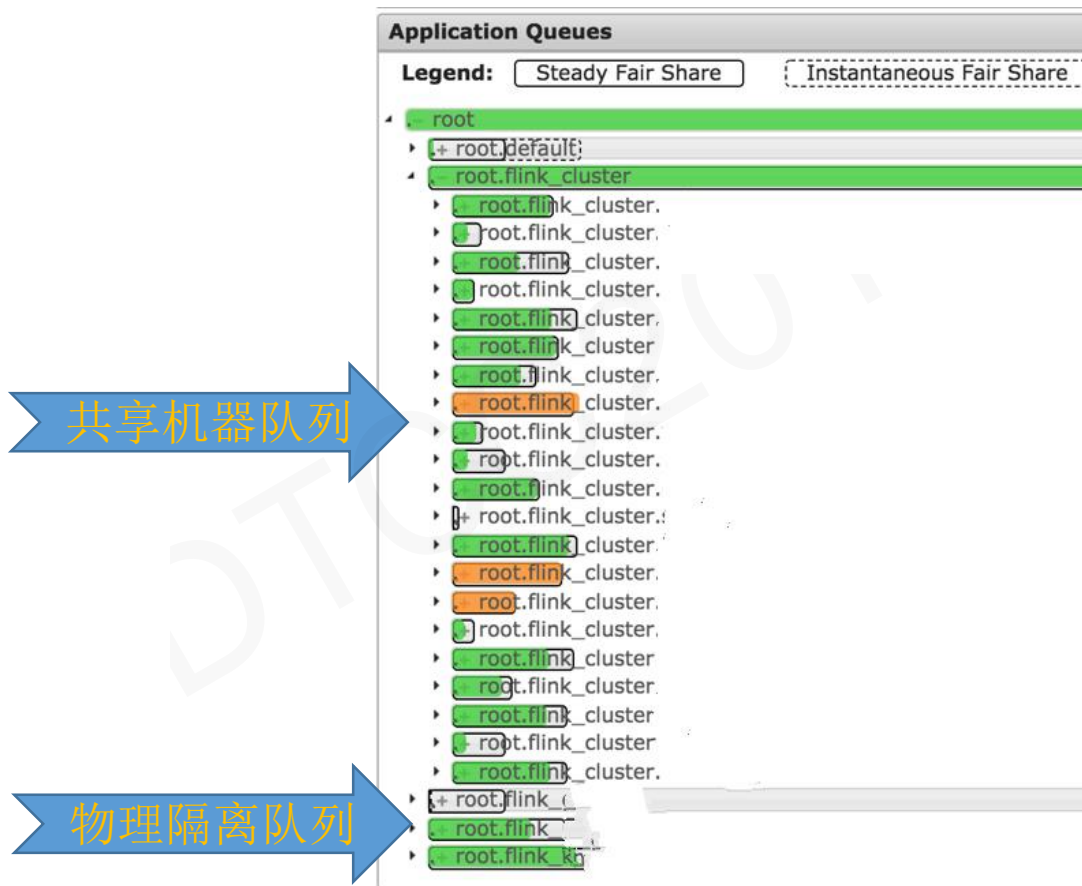 Application Queues
Legend: Steady Fair Share Instantaneous Fair Share
root
root.default
root.flink_cluster
root.flink_cluster.
root.flink_cluster.
root.flink_cluster.
root.flink_cluster.
root.flink_cluster.
root.flink_cluster
root.flink_cluster.
root.flink_cluster.
共享机器队列
root.flink_cluster.
root.flink_cluster.
root.flink_cluster.
root.flink_cluster.
root.flink_cluster.
root.flink_cluster.
root.flink_cluster.
root.flink_cluster.
root.flink_cluster
root.flink_cluster
root.flink_cluster
root.flink_cluster
root.flink_cluster.
root.flink_
物理隔离队列
root.flink_
root.flink_